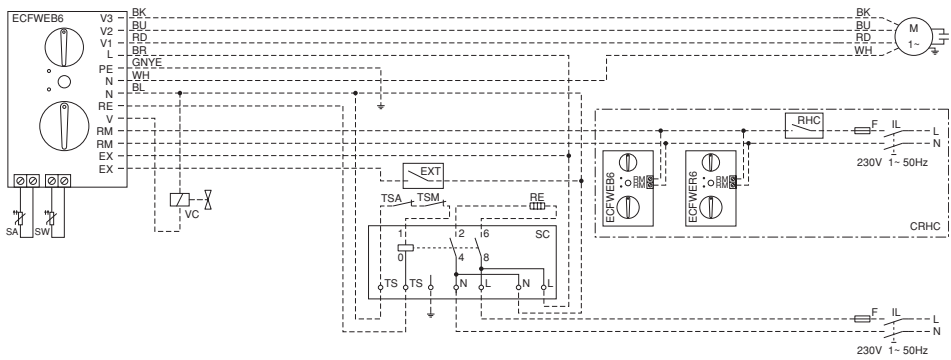 ECFWEB6
V3
V2
V1
L
PE
N
N
RE
V
RM
RM
EX
EX
BK
BU
RD
BR
GNYE
WH
BL
SA
SW
VC
BK
BU
RD
WH
M
1~
EXT
TSA
TSM
RE
SC
1
0
2
4
6
8
TS
TS
N
L
N
L
RHC
F
IL
L
N
230V 1~ 50Hz
ECFWEB6
RM
RM
ECFWER6
RM
RM
CRHC
F
IL
L
N
230V 1~ 50Hz